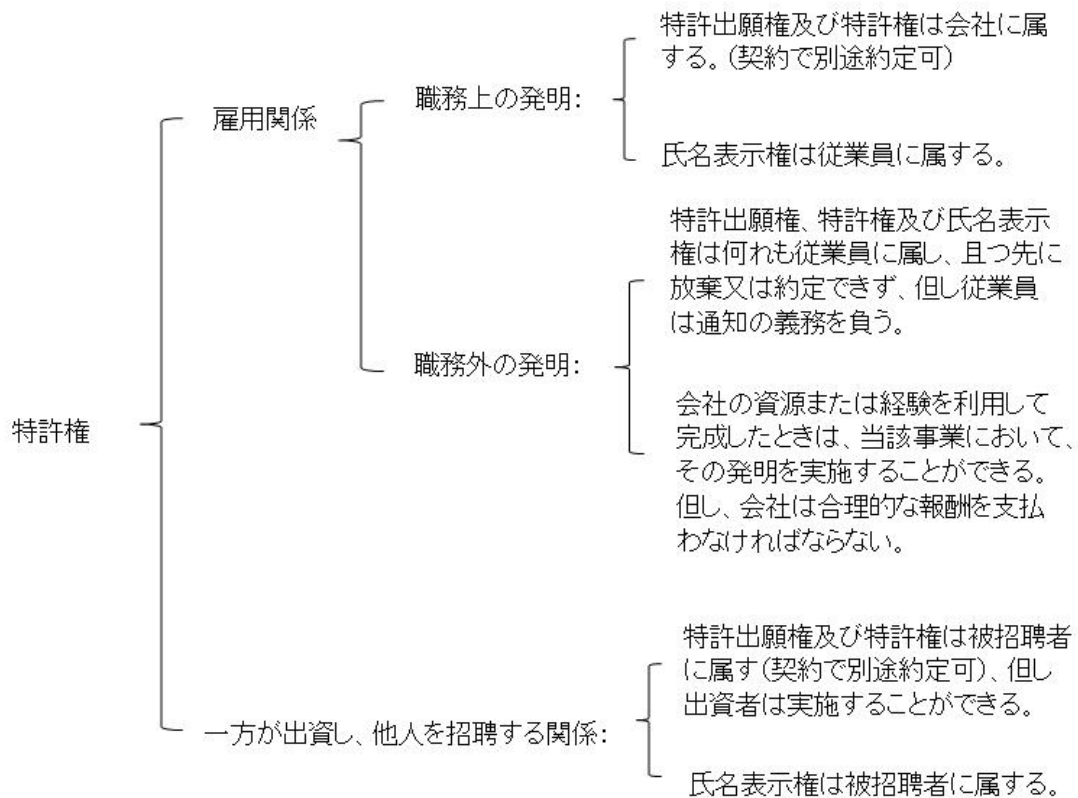 特許出願権及び特許権は会社に属
する。（契約で別途約定可）
職務上の発明：
雇用関係
氏名表示権は従業員に属する。
特許出願権、特許権及び氏名表示
権は何れも従業員に属し、且つ先に
放棄又は約定できず、但し従業員
は通知の義務を負う。
職務外の発明：
会社の資源または経験を利用して
完成したときは、当該事業において、
その発明を実施することができる。
但し、会社は合理的な報酬を支払
わなければならない。
特許権
特許出願権及び特許権は被招聘者
に属す（契約で別途約定可）、但し
出資者は実施することができる。
一方が出資し、他人を招聘する関係：
氏名表示権は被招聘者に属する。